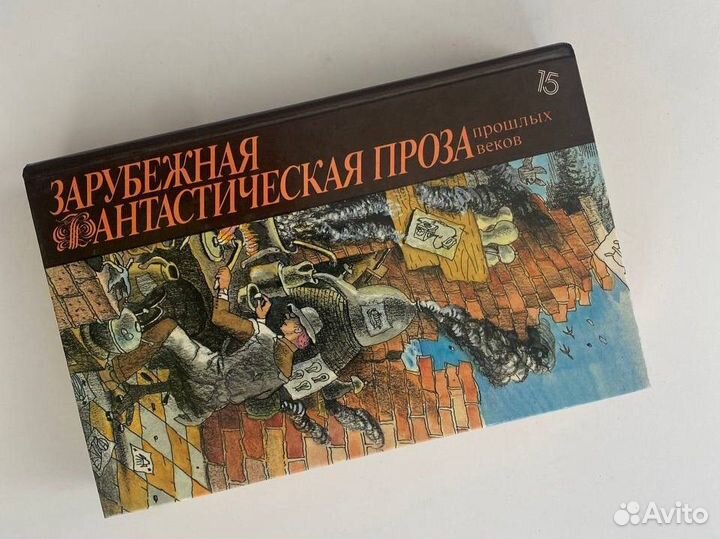 15
ЗАРУБЕЖНАЯ
ФАНТАСТИЧЕСКАЯ ПРОЗА
прошлых
веков
Avito